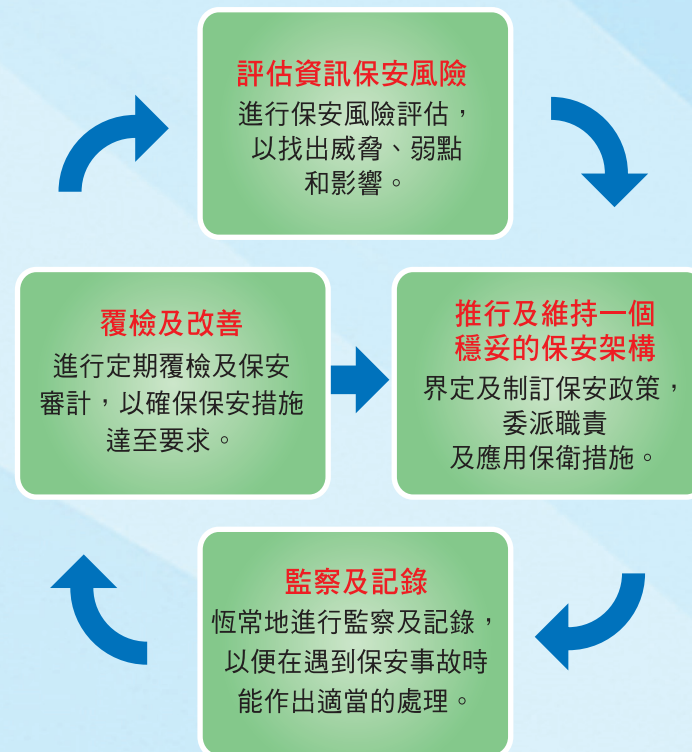 評估資訊保安風險
進行保安風險評估，
以找出威脅、弱點
和影響。
覆檢及改善
進行定期覆檢及保安
審計，以確保保安措施
達至要求。
推行及維持一個
穩妥的保安架構
界定及制訂保安政策，
委派職責
及應用保衛措施。
監察及記錄
恆常地進行監察及記錄，
以便在遇到保安事故時
能作出適當的處理。